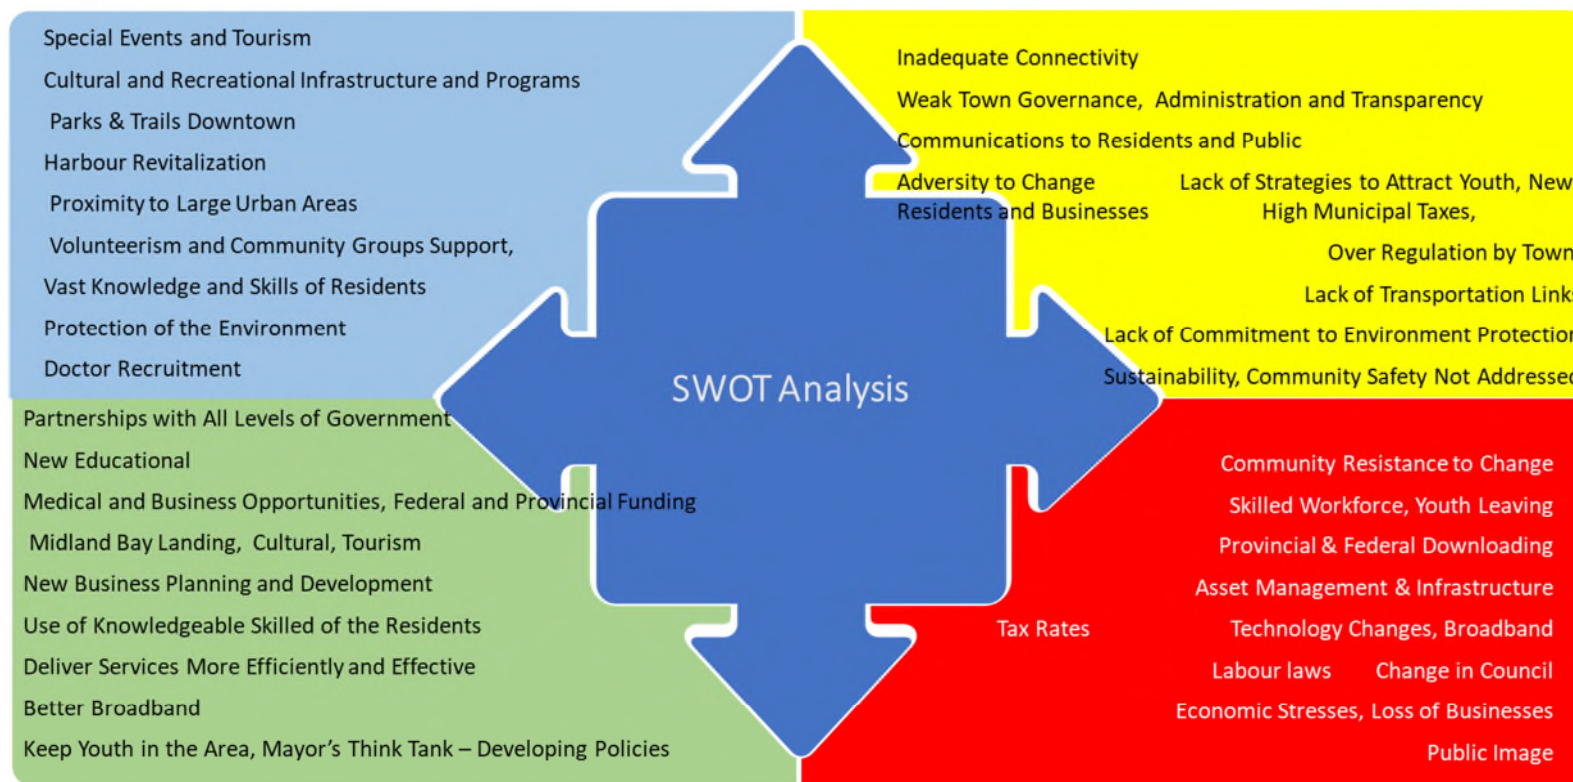 Special Events and Tourism
Cultural and Recreational Infrastructure and Programs
Parks & Trails Downtown
Harbour Revitalization
Proximity to Large Urban Areas
Volunteerism and Community Groups Support,
Vast Knowledge and Skills of Residents
Protection of the Environment
Doctor Recruitment
Inadequate Connectivity
Weak Town Governance, Administration and Transparency
Communications to Residents and Public
Adversity to Change Lack of Strategies to Attract Youth, New
Residents and Businesses High Municipal Taxes,
Over Regulation by Town
Lack of Transportation Links
Lack of Commitment to Environment Protection
Sustainability, Community Safety Not Addressed
SWOT Analysis
Partnerships with All Levels of Government
New Educational
Medical and Business Opportunities, Federal and Provincial Funding
Midland Bay Landing, Cultural, Tourism
New Business Planning and Development
Use of Knowledgeable Skilled of the Residents
Deliver Services More Efficiently and Effective
Better Broadband
Keep Youth in the Area, Mayor’s Think Tank – Developing Policies
Community Resistance to Change
Skilled Workforce, Youth Leaving
Provincial & Federal Downloading
Asset Management & Infrastructure
Tax Rates Technology Changes, Broadband
Labour laws Change in Council
Economic Stresses, Loss of Businesses
Public Image